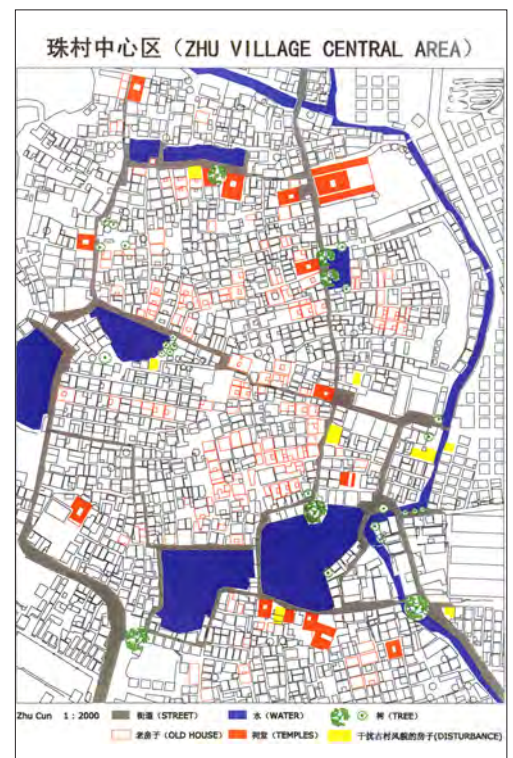 珠村中心区（ZHU VILLAGE CENTRAL AREA）
Zhu Cun 1：2000 街道（STREET） 水（WATER） 树（TREE）
老房子（OLD HOUSE） 祠堂（TEMPLES） 干扰古村风貌的房子(DISTURBANCE)